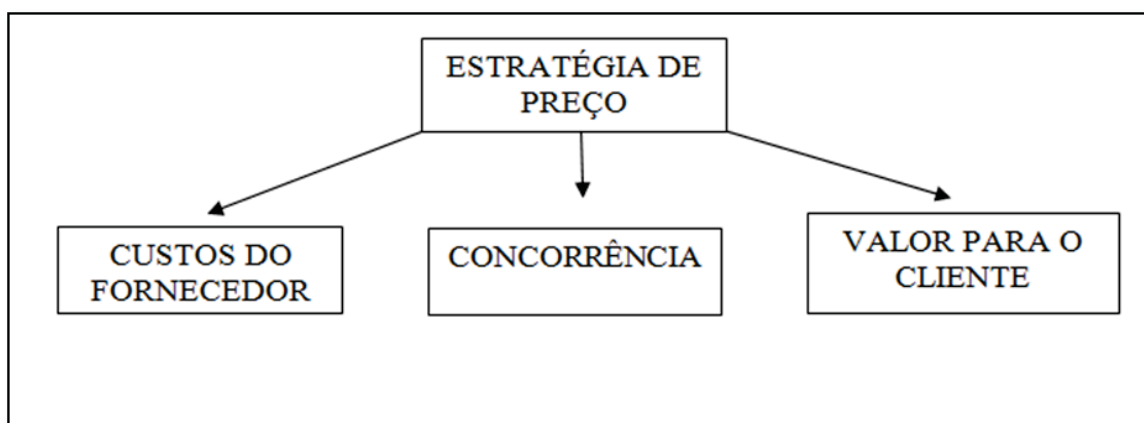 ESTRATÉGIA DE
PREÇO
CUSTOS DO
FORNECEDOR
CONCORRÊNCIA
VALOR PARA O
CLIENTE